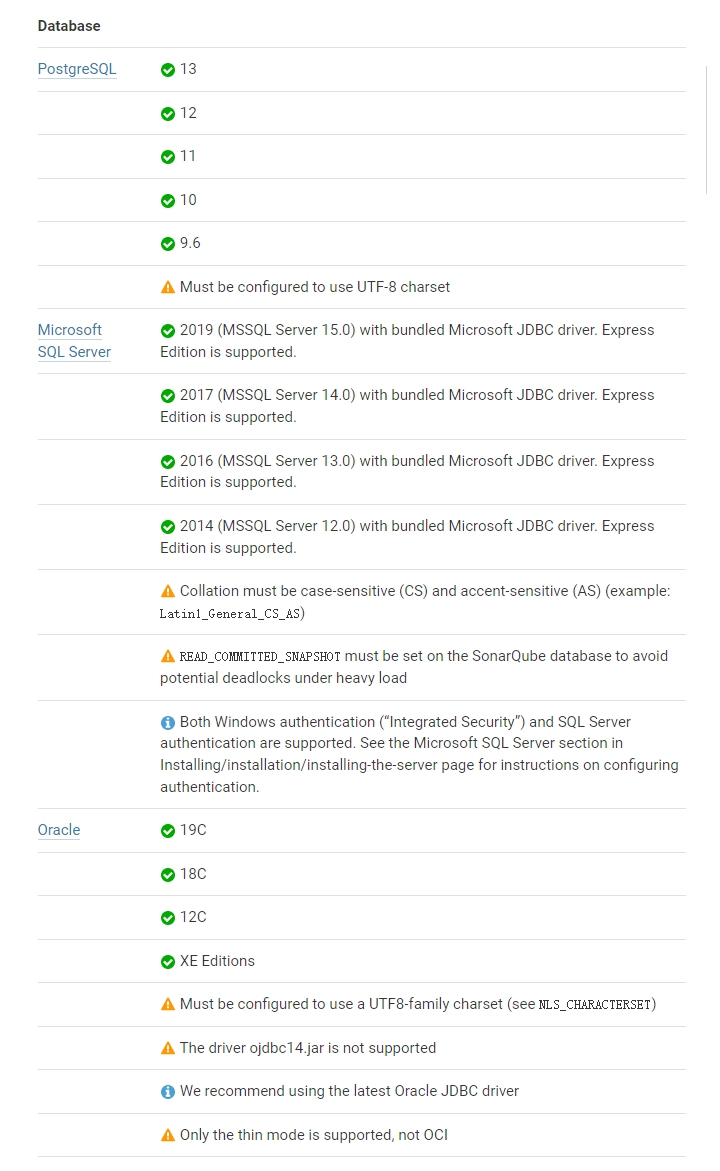 Database
PostgreSQL 13
12
11
10
9.6
Must be configured to use UTF-8 charset
Microsoft SQL Server
2019 (MSSQL Server 15.0) with bundled Microsoft JDBC driver. Express
Edition is supported.
2017 (MSSQL Server 14.0) with bundled Microsoft JDBC driver. Express
Edition is supported.
2016 (MSSQL Server 13.0) with bundled Microsoft JDBC driver. Express
Edition is supported.
2014 (MSSQL Server 12.0) with bundled Microsoft JDBC driver. Express
Edition is supported.
Collation must be case-sensitive (CS) and accent-sensitive (AS) (example:
Latin1_General_CS_AS)
READ_COMMITTED_SNAPSHOT must be set on the SonarQube database to avoid
potential deadlocks under heavy load
Both Windows authentication (“Integrated Security”) and SQL Server
authentication are supported. See the Microsoft SQL Server section in
Installing/installation/installing-the-server page for instructions on configuring
authentication.
Oracle 19C
18C
12C
XE Editions
Must be configured to use a UTF8-family charset (see NLS_CHARACTERSET)
The driver ojdbc14.jar is not supported
We recommend using the latest Oracle JDBC driver
Only the thin mode is supported, not OCI